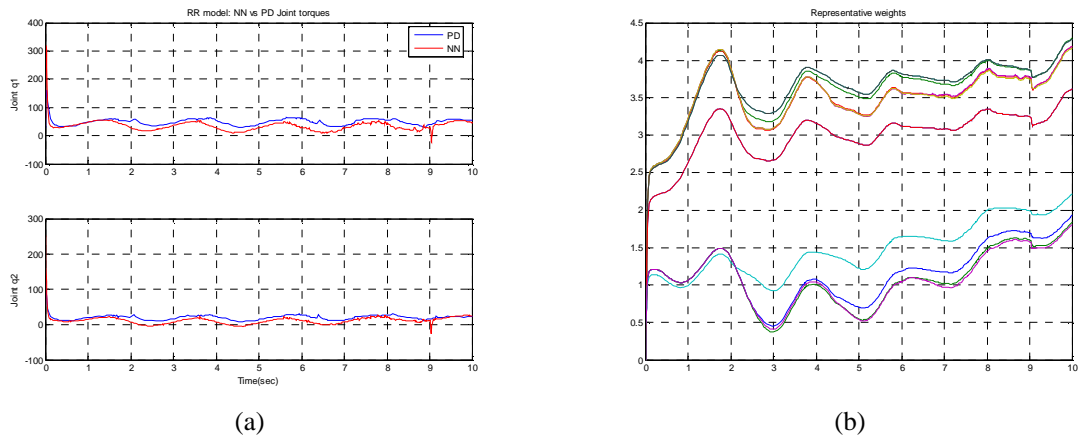 RR model: NN vs PD Joint torques
400
300
200
100
0
-100
Joint q1
PD
NN
0 1 2 3 4 5 6 7 8 9 10
300
200
100
0
-100
Joint q2
0 1 2 3 4 5 6 7 8 9 10
Time(sec)
(a)
Representative weights
4.5
4
3.5
3
2.5
2
1.5
1
0.5
0
0 1 2 3 4 5 6 7 8 9 10
(b)